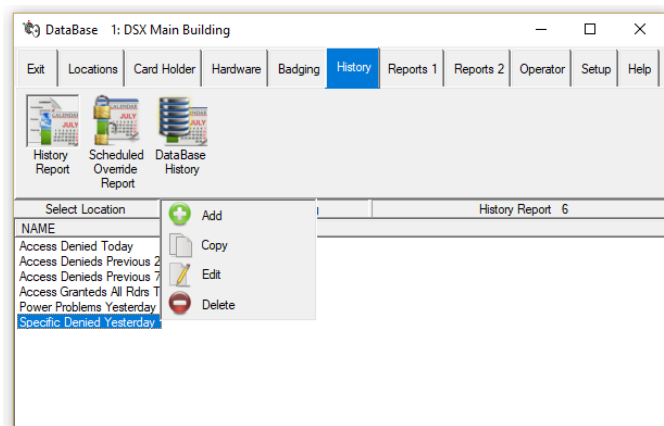 DataBase 1: DSX Main Building
Exit Locations Card Holder Hardware Badging History Reports 1 Reports 2 Operator Setup Help
History Report
Scheduled Override Report
DataBase History
Select Location
History Report 6
NAME
Access Denied Today
Access Denieds Previous 2
Access Denieds Previous 7
Access Granteds All Rdrs T
Power Problems Yesterday
Specific Denied Yesterday
Add
Copy
Edit
Delete